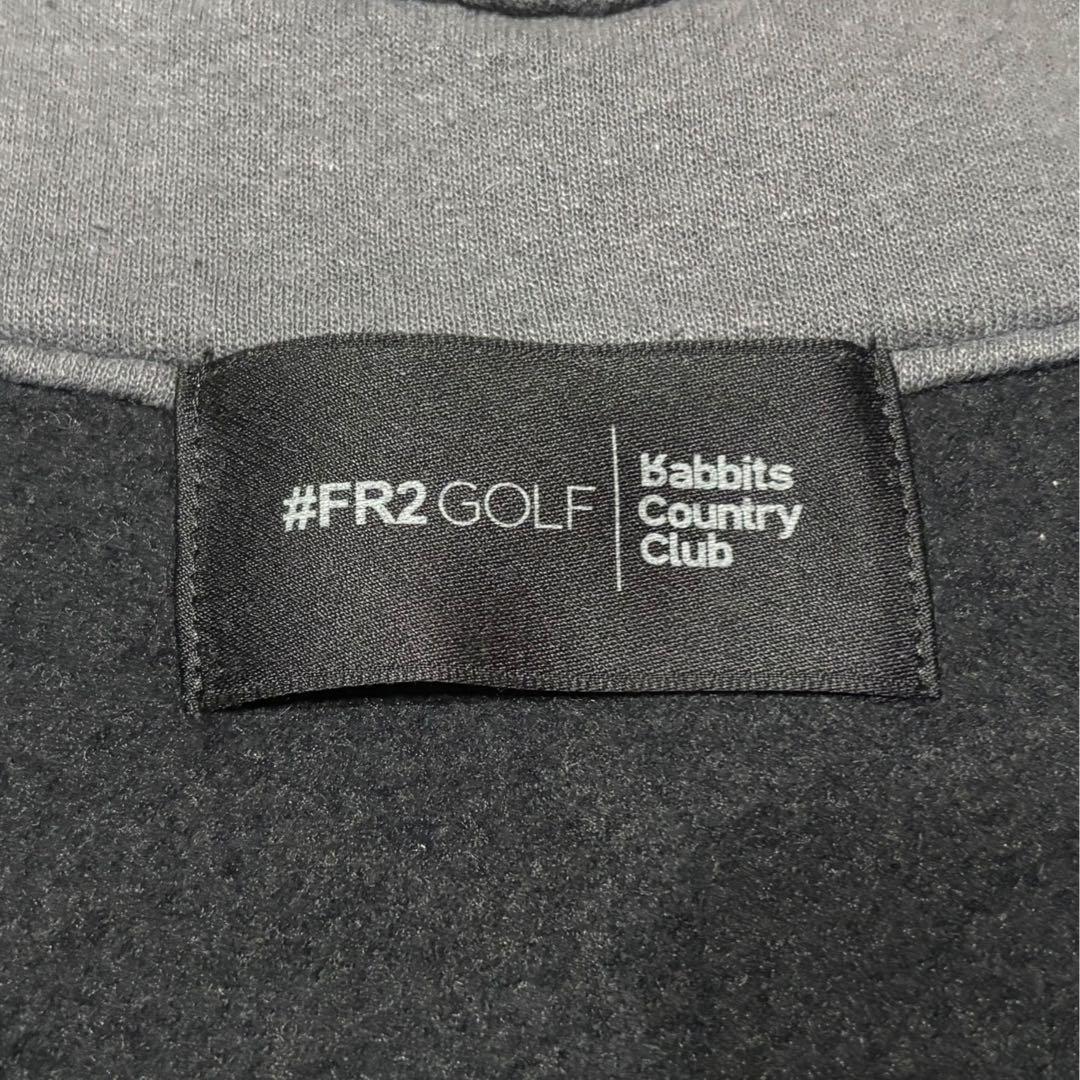 #FR2 GOLF
Rabbits
Country
Club